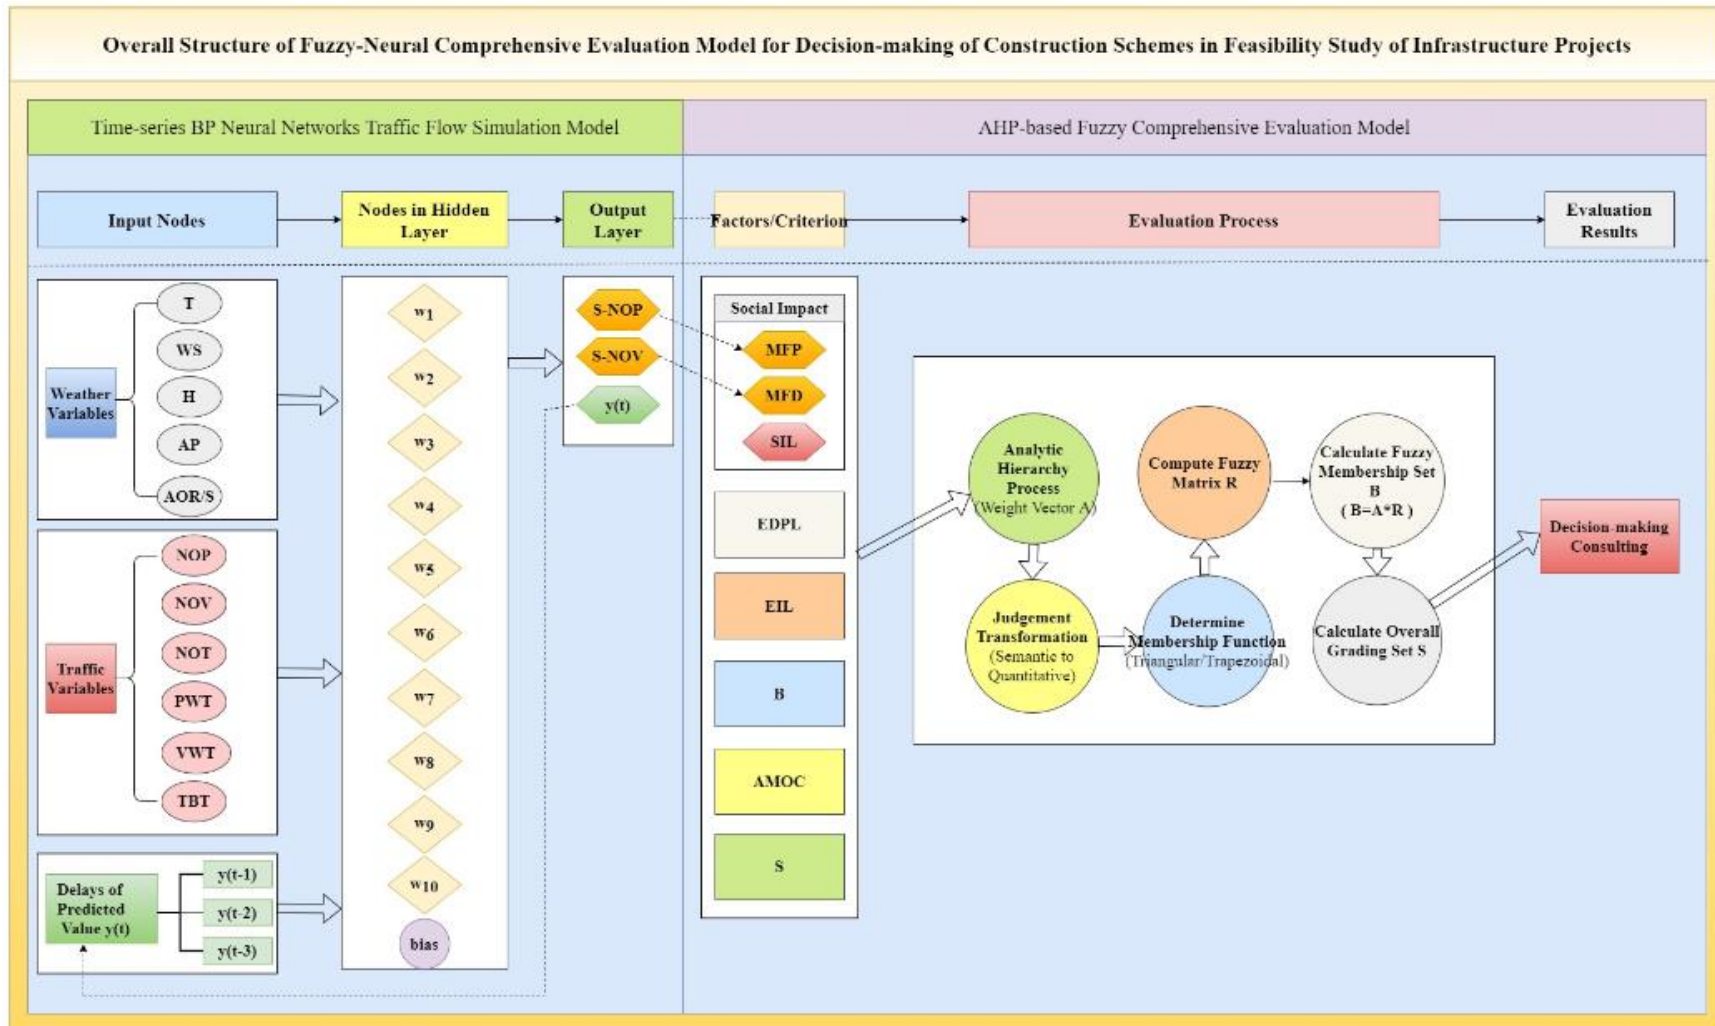 Overall Structure of Fuzzy-Neural Comprehensive Evaluation Model for Decision-making of Construction Schemes in Feasibility Study of Infrastructure Projects
Time-series BP Neural Networks Traffic Flow Simulation Model
AHP-based Fuzzy Comprehensive Evaluation Model
Input Nodes
Nodes in Hidden
Layer
Output
Layer
Factors/Criterion
Evaluation Process
Evaluation
Results
Weather
Variables
T
WS
H
AP
AOR/S
Traffic
Variables
NOP
NOV
NOT
PWT
VWT
TBT
Delays of
Predicted
Value y(t)
y(t-1)
y(t-2)
y(t-3)
w1
w2
w3
w4
w5
w6
w7
w8
w9
w10
bias
S-NOP
S-NOV
y(t)
Social Impact
MFP
MFD
SIL
EDPL
EIL
B
AMOC
S
Analytic
Hierarchy
Process
(Weight Vector A)
Judgement
Transformation
(Semantic to
Quantitative)
Determine
Membership Function
(Triangular/Trapezoidal)
Compute Fuzzy
Matrix R
Calculate Fuzzy
Membership Set
B
( B=A*R )
Calculate Overall
Grading Set S
Decision-making
Consulting